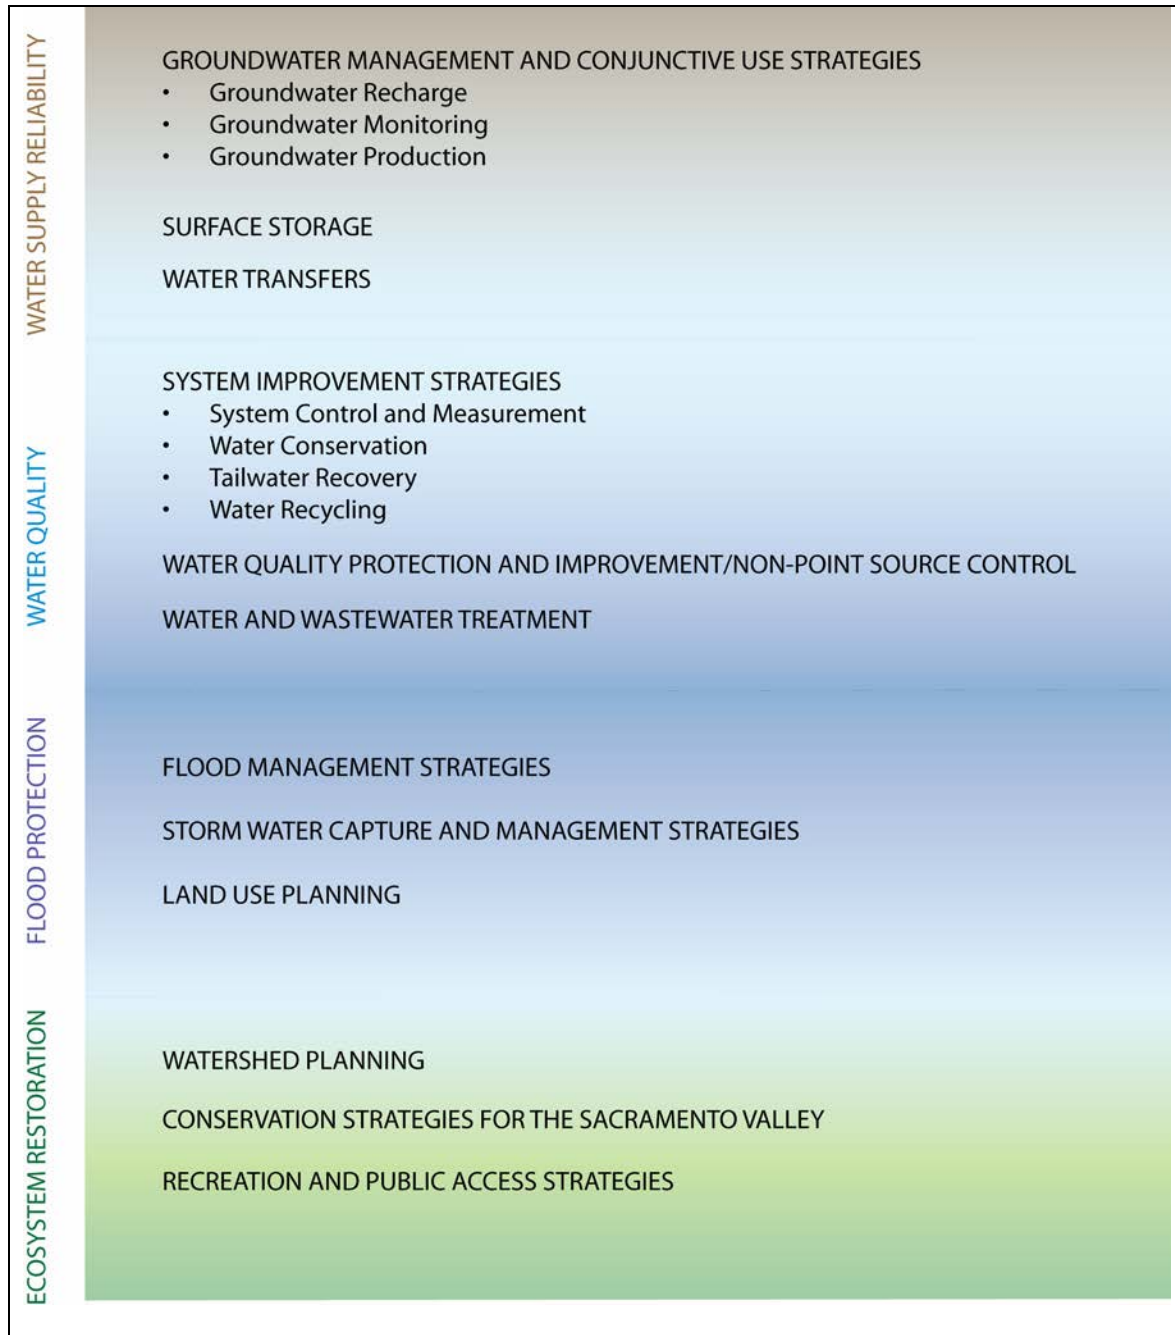 WATER SUPPLY RELIABILITY
GROUNDWATER MANAGEMENT AND CONJUNCTIVE USE STRATEGIES
• Groundwater Recharge
• Groundwater Monitoring
• Groundwater Production
SURFACE STORAGE
WATER TRANSFERS
WATER QUALITY
SYSTEM IMPROVEMENT STRATEGIES
• System Control and Measurement
• Water Conservation
• Tailwater Recovery
• Water Recycling
WATER QUALITY PROTECTION AND IMPROVEMENT/NON-POINT SOURCE CONTROL
WATER AND WASTEWATER TREATMENT
FLOOD PROTECTION
FLOOD MANAGEMENT STRATEGIES
STORM WATER CAPTURE AND MANAGEMENT STRATEGIES
LAND USE PLANNING
ECOSYSTEM RESTORATION
WATERSHED PLANNING
CONSERVATION STRATEGIES FOR THE SACRAMENTO VALLEY
RECREATION AND PUBLIC ACCESS STRATEGIES